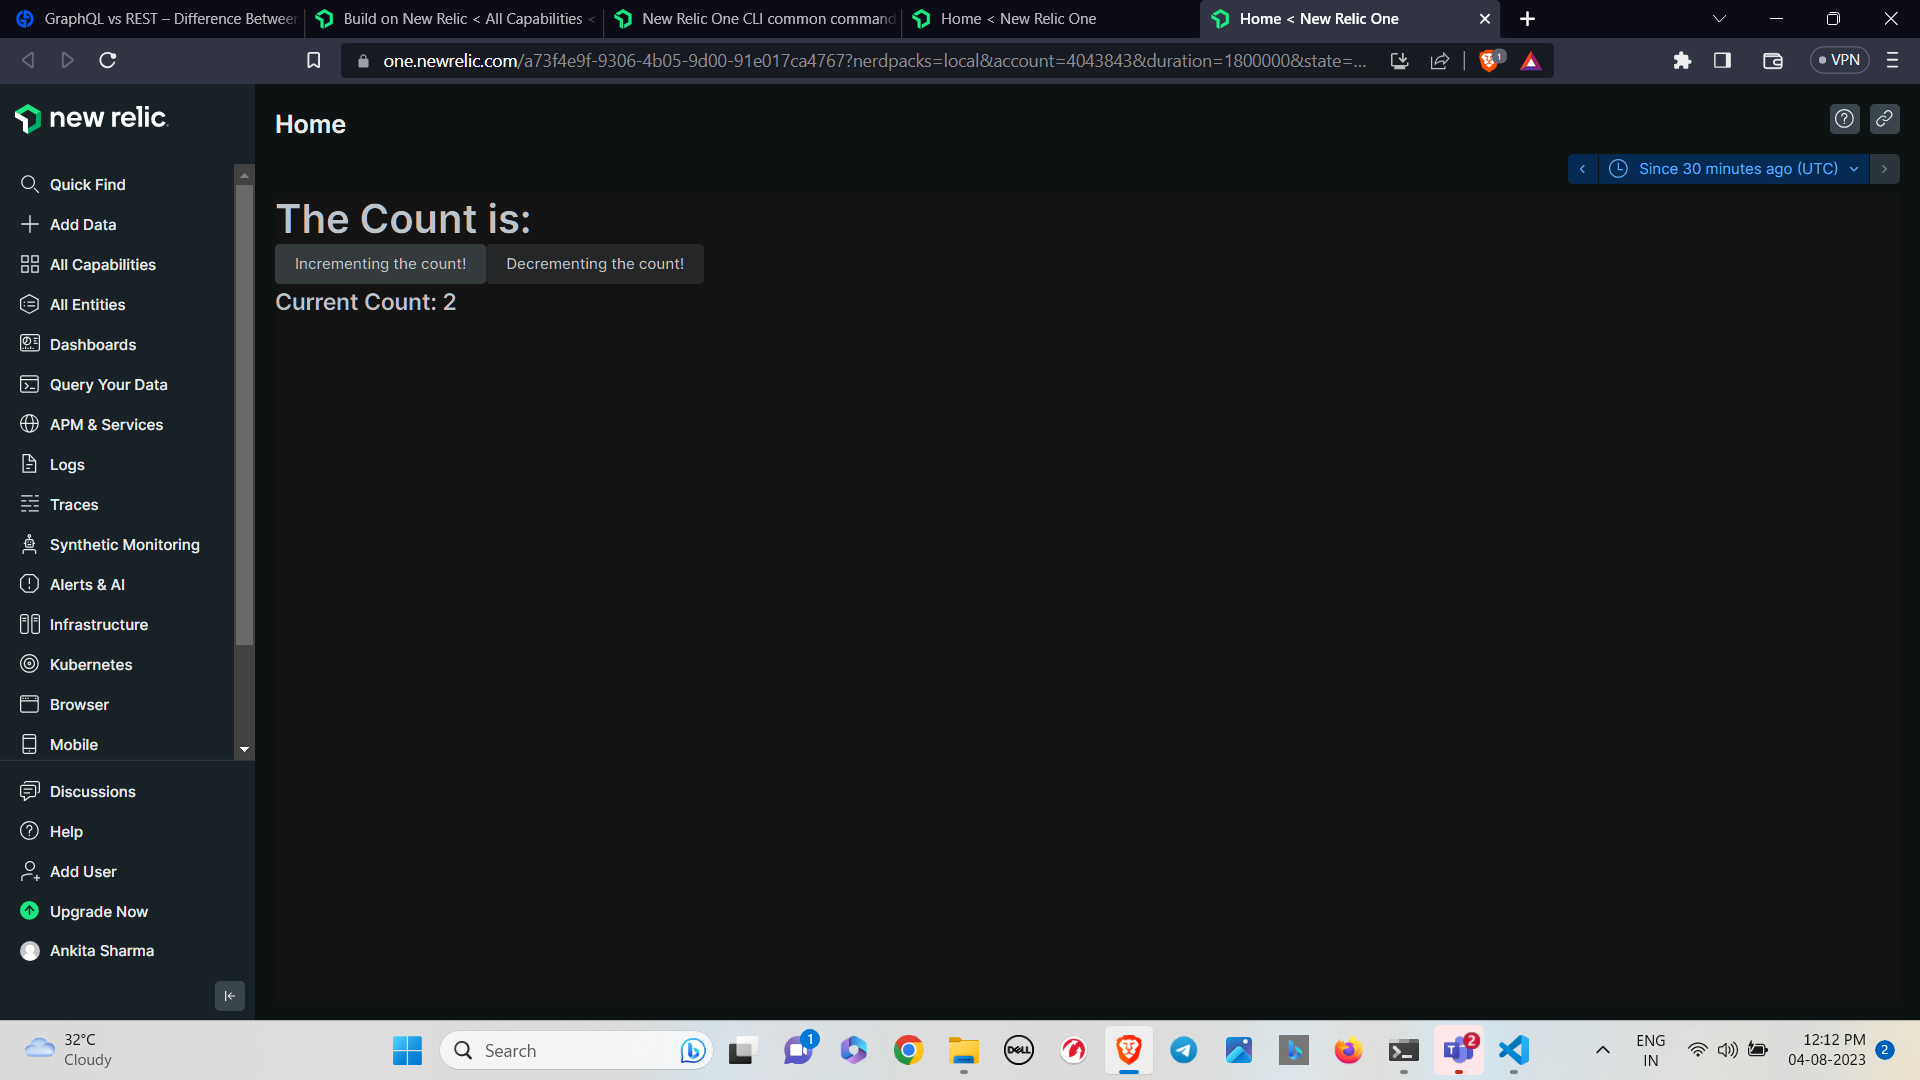 GraphQL vs REST – Difference Betwee
Build on New Relic < All Capabilities <
New Relic One CLI common command
Home < New Relic One
Home < New Relic One
one.newrelic.com/a73f4e9f-9306-4b05-9d00-91e017ca4767?nerdpacks=local&account=4043843&duration=1800000&state=...
1
VPN
new relic.
Home
Since 30 minutes ago (UTC)
Quick Find
Add Data
All Capabilities
All Entities
Dashboards
Query Your Data
APM & Services
Logs
Traces
Synthetic Monitoring
Alerts & AI
Infrastructure
Kubernetes
Browser
Mobile
Discussions
Help
Add User
Upgrade Now
Ankita Sharma
The Count is:
Incrementing the count!
Decrementing the count!
Current Count: 2
32°C
Cloudy
Search
1
DELL
2
ENG
IN
12:12 PM
04-08-2023
2